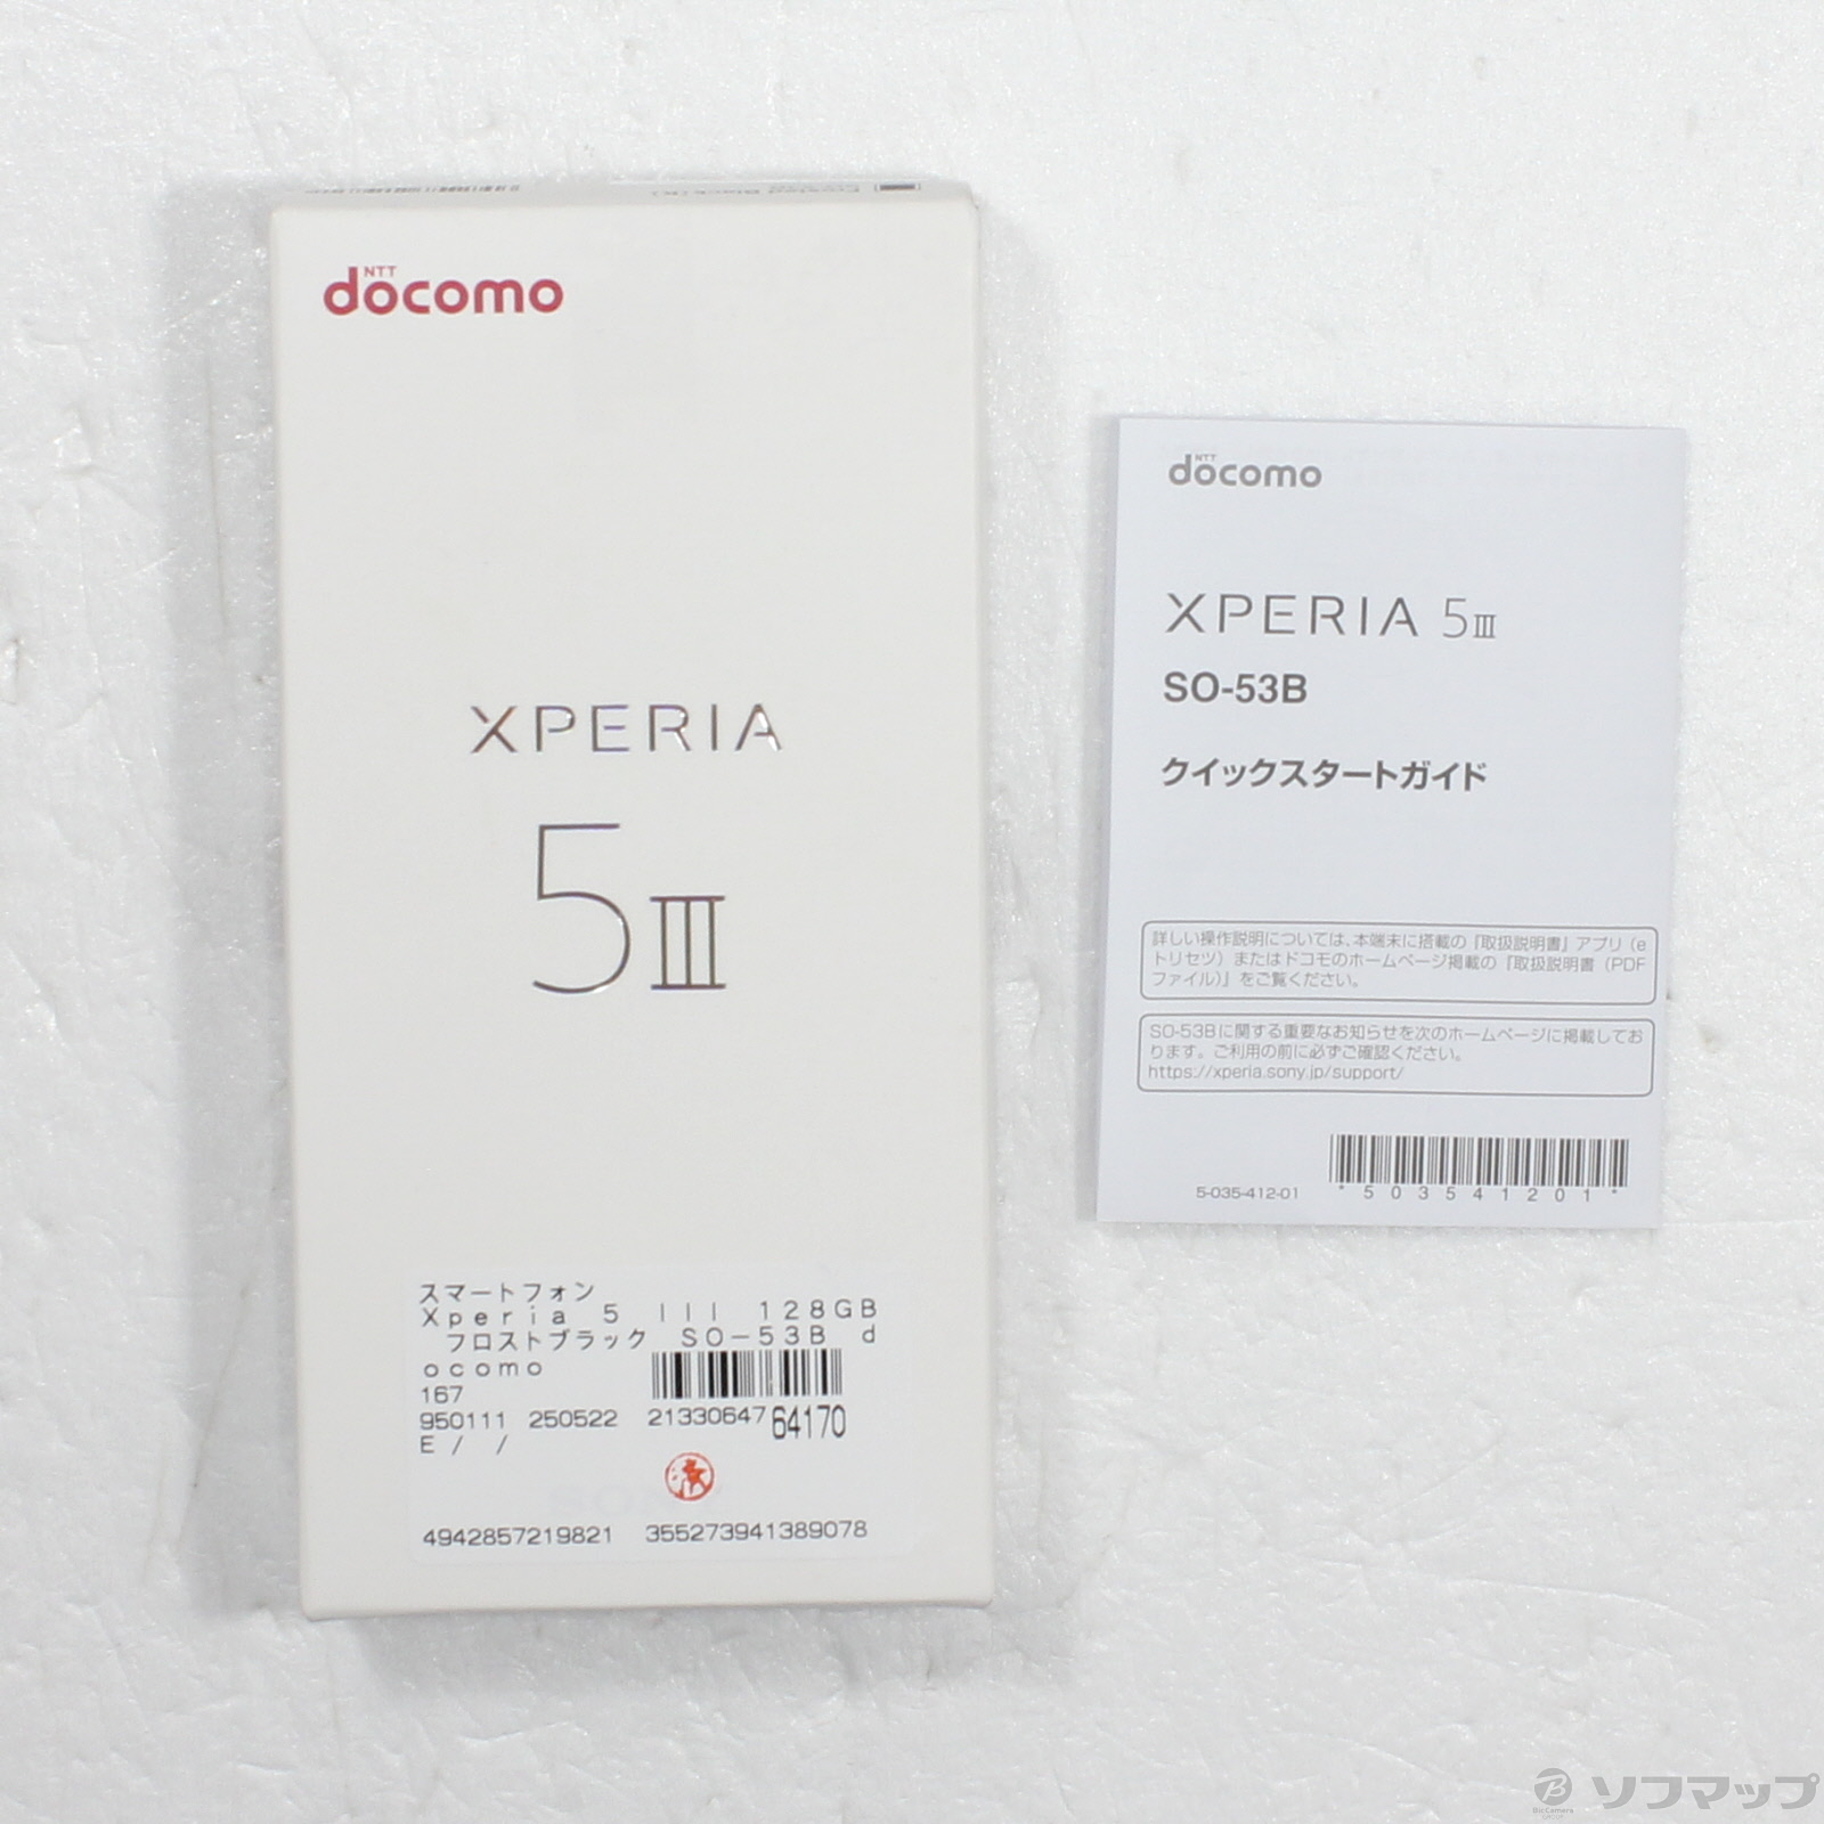 NTT
docomo
XPERIA
5III
スマートフォン
Xperia 5 III 128GB
フロストブラック SO-53B d
ocomo
167
950111 250522 21330647 64170
E / /
4942857219821 355273941389078
NTT
docomo
XPERIA 5III
SO-53B
クイックスタートガイド
詳しい操作説明については、本端末に搭載の『取扱説明書』アプリ（e
トリセツ）またはドコモのホームページ掲載の『取扱説明書（PDF
ファイル）』をご覧ください。
SO-53Bに関する重要なお知らせを次のホームページに掲載してお
ります。ご利用の前に必ずご確認ください。
https://xperia.sony.jp/support/
5-035-412-01
*503541201*
ソフマップ
BicCamera
GROUP